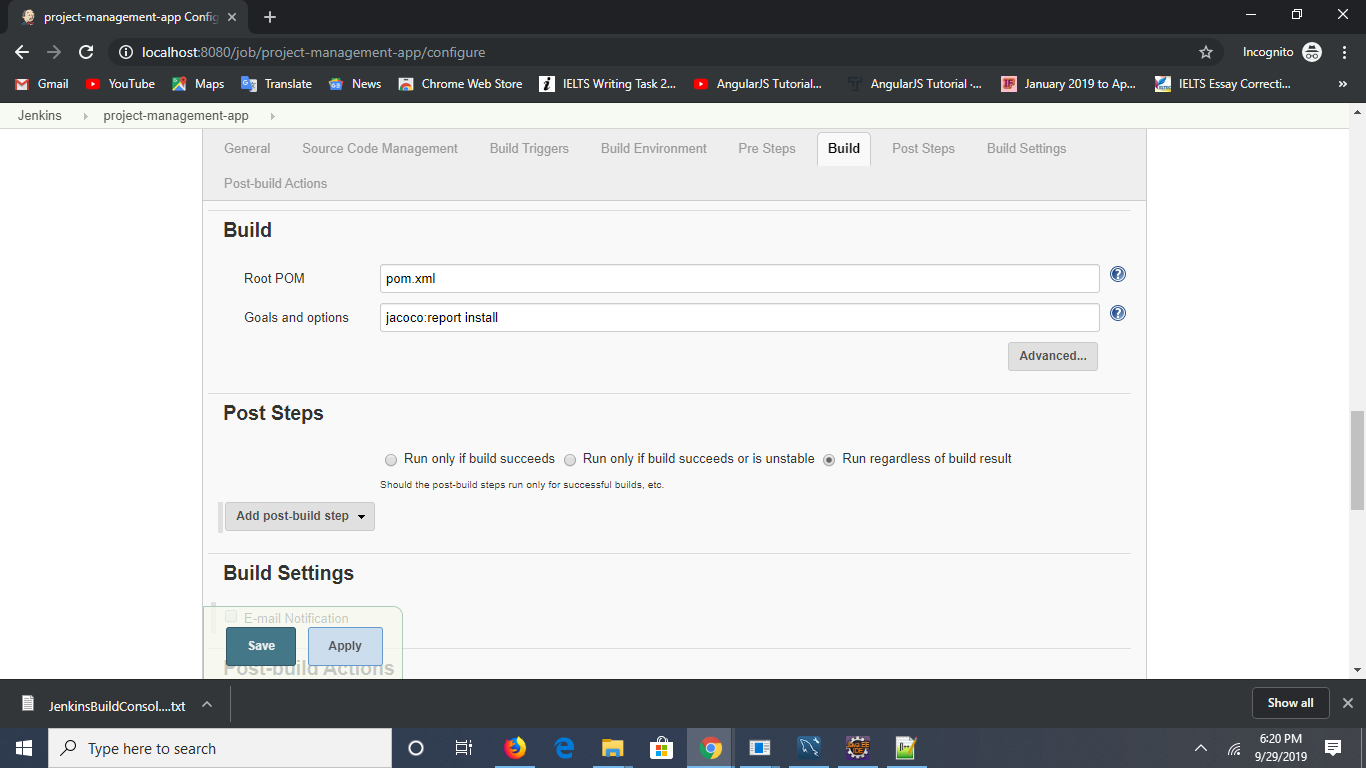 project-management-app Config
localhost:8080/job/project-management-app/configure
Incognito
Gmail YouTube Maps Translate News Chrome Web Store IELTS Writing Task 2... AngularJS Tutorial... AngularJS Tutorial -... January 2019 to Ap... IELTS Essay Correcti... »
Jenkins project-management-app
General Source Code Management Build Triggers Build Environment Pre Steps Build Post Steps Build Settings
Post-build Actions
Build
Root POM pom.xml
Goals and options jacoco:report install
Advanced...
Post Steps
Run only if build succeeds Run only if build succeeds or is unstable Run regardless of build result
Should the post-build steps run only for successful builds, etc.
Add post-build step
Build Settings
E-mail Notification
Save Apply
Post-build Actions
JenkinsBuildConsol....txt Show all
Type here to search
6:20 PM
9/29/2019